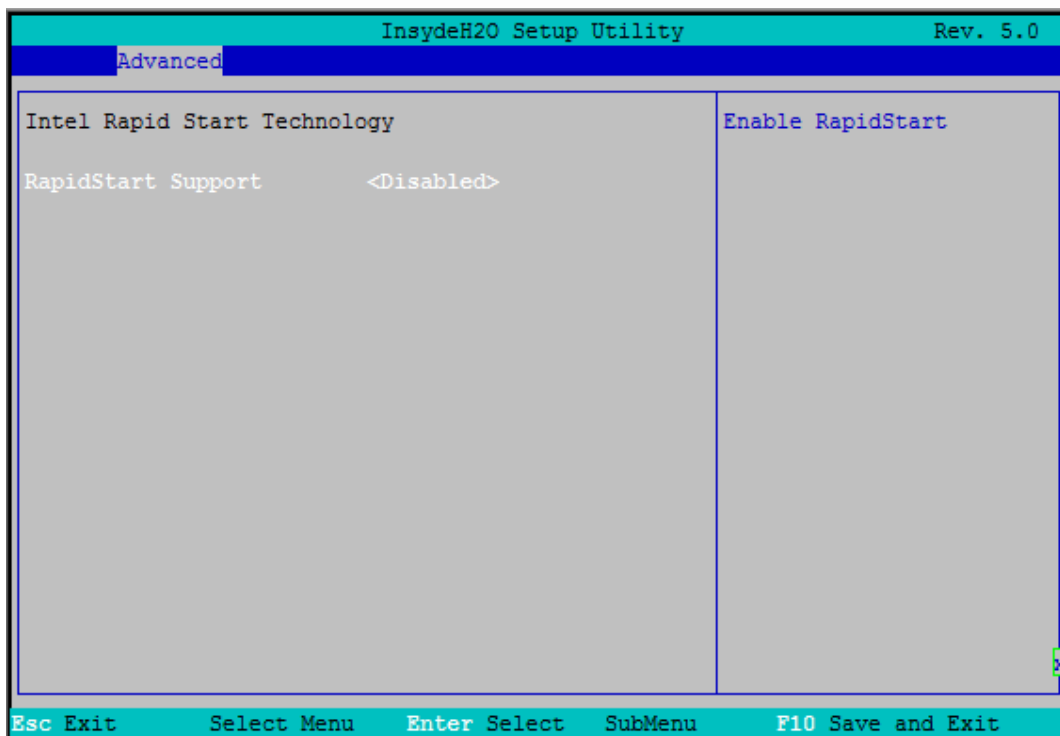 InsydeH2O Setup Utility Rev. 5.0
Advanced
Intel Rapid Start Technology
Enable RapidStart
RapidStart Support <Disabled>
Esc Exit Select Menu Enter Select SubMenu F10 Save and Exit